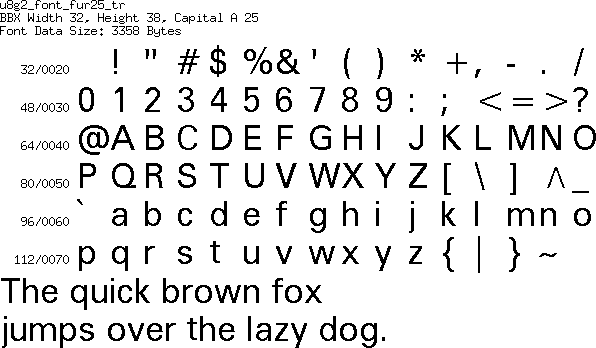 u8g2_font_fur25_tr
BBX Width 32, Height 38, Capital A 25
Font Data Size: 3358 Bytes
32/0020 ! " # $ % & ' ( ) * + , - . /
48/0030 0 1 2 3 4 5 6 7 8 9 : ; < = > ?
64/0040 @ A B C D E F G H I J K L M N O
80/0050 P Q R S T U V W X Y Z [ \ ] ^ _
96/0060 ` a b c d e f g h i j k l m n o
112/0070 p q r s t u v w x y z { | } ~
The quick brown fox
jumps over the lazy dog.